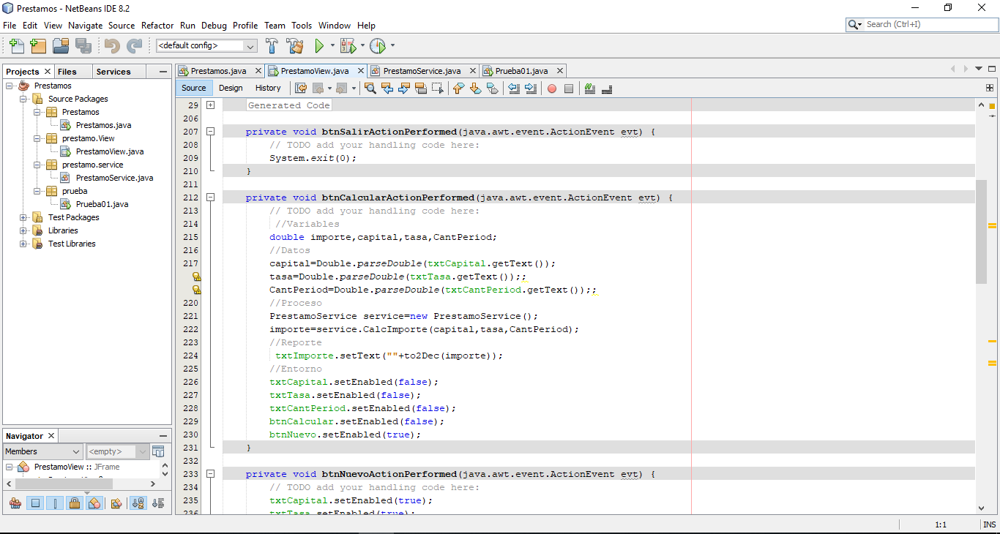 Prestamos - NetBeans IDE 8.2
File Edit View Navigate Source Refactor Run Debug Profile Team Tools Window Help
Search (Ctrl+I)
<default config>
Projects
Files
Services
Prestamos
Source Packages
Prestamos
Prestamos.java
prestamo.View
PrestamoView.java
prestamo.service
PrestamoService.java
prueba
Prueba01.java
Test Packages
Libraries
Test Libraries
Navigator
Members
<empty>
PrestamoView :: JFrame
Prestamos.java
PrestamoView.java
PrestamoService.java
Prueba01.java
Source Design History
29 Generated Code
206
207 private void btnSalirActionPerformed(java.awt.event.ActionEvent evt) {
208 // TODO add your handling code here:
209 System.exit(0);
210 }
211
212 private void btnCalcularActionPerformed(java.awt.event.ActionEvent evt) {
213 // TODO add your handling code here:
214 //Variables
215 double importe,capital,tasa,CantPeriod;
216 //Datos
217 capital=Double.parseDouble(txtCapital.getText());
tasa=Double.parseDouble(txtTasa.getText());;
CantPeriod=Double.parseDouble(txtCantPeriod.getText());;
220 //Proceso
221 PrestamoService service=new PrestamoService();
222 importe=service.CalcImporte(capital,tasa,CantPeriod);
223 //Reporte
224 txtImporte.setText(""+to2Dec(importe));
225 //Entorno
226 txtCapital.setEnabled(false);
227 txtTasa.setEnabled(false);
228 txtCantPeriod.setEnabled(false);
229 btnCalcular.setEnabled(false);
230 btnNuevo.setEnabled(true);
231 }
232
233 private void btnNuevoActionPerformed(java.awt.event.ActionEvent evt) {
234 // TODO add your handling code here:
235 txtCapital.setEnabled(true);
236 txtTasa.setEnabled(true);
1:1
INS